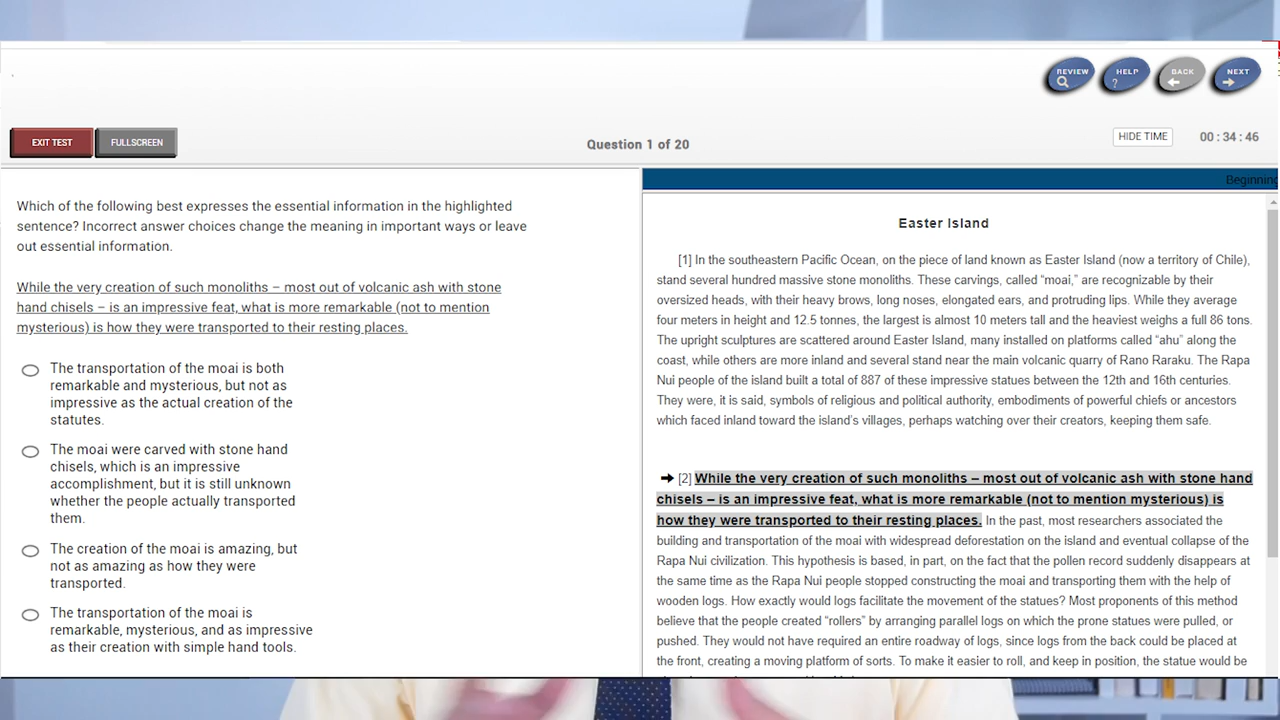 REVIEW
HELP
?
BACK
NEXT
EXIT TEST
FULLSCREEN
Question 1 of 20
HIDE TIME
00 : 34 : 46
Beginning
Which of the following best expresses the essential information in the highlighted
sentence? Incorrect answer choices change the meaning in important ways or leave
out essential information.
While the very creation of such monoliths – most out of volcanic ash with stone
hand chisels – is an impressive feat, what is more remarkable (not to mention
mysterious) is how they were transported to their resting places.
The transportation of the moai is both
remarkable and mysterious, but not as
impressive as the actual creation of the
statutes.
The moai were carved with stone hand
chisels, which is an impressive
accomplishment, but it is still unknown
whether the people actually transported
them.
The creation of the moai is amazing, but
not as amazing as how they were
transported.
The transportation of the moai is
remarkable, mysterious, and as impressive
as their creation with simple hand tools.
Easter Island
[1] In the southeastern Pacific Ocean, on the piece of land known as Easter Island (now a territory of Chile),
stand several hundred massive stone monoliths. These carvings, called “moai,” are recognizable by their
oversized heads, with their heavy brows, long noses, elongated ears, and protruding lips. While they average
four meters in height and 12.5 tonnes, the largest is almost 10 meters tall and the heaviest weighs a full 86 tons.
The upright sculptures are scattered around Easter Island, many installed on platforms called “ahu” along the
coast, while others are more inland and several stand near the main volcanic quarry of Rano Raraku. The Rapa
Nui people of the island built a total of 887 of these impressive statues between the 12th and 16th centuries.
They were, it is said, symbols of religious and political authority, embodiments of powerful chiefs or ancestors
which faced inland toward the island’s villages, perhaps watching over their creators, keeping them safe.
[2] While the very creation of such monoliths – most out of volcanic ash with stone hand
chisels – is an impressive feat, what is more remarkable (not to mention mysterious) is
how they were transported to their resting places. In the past, most researchers associated the
building and transportation of the moai with widespread deforestation on the island and eventual collapse of the
Rapa Nui civilization. This hypothesis is based, in part, on the fact that the pollen record suddenly disappears at
the same time as the Rapa Nui people stopped constructing the moai and transporting them with the help of
wooden logs. How exactly would logs facilitate the movement of the statues? Most proponents of this method
believe that the people created “rollers” by arranging parallel logs on which the prone statues were pulled, or
pushed. They would not have required an entire roadway of logs, since logs from the back could be placed at
the front, creating a moving platform of sorts. To make it easier to roll, and keep in position, the statue would be